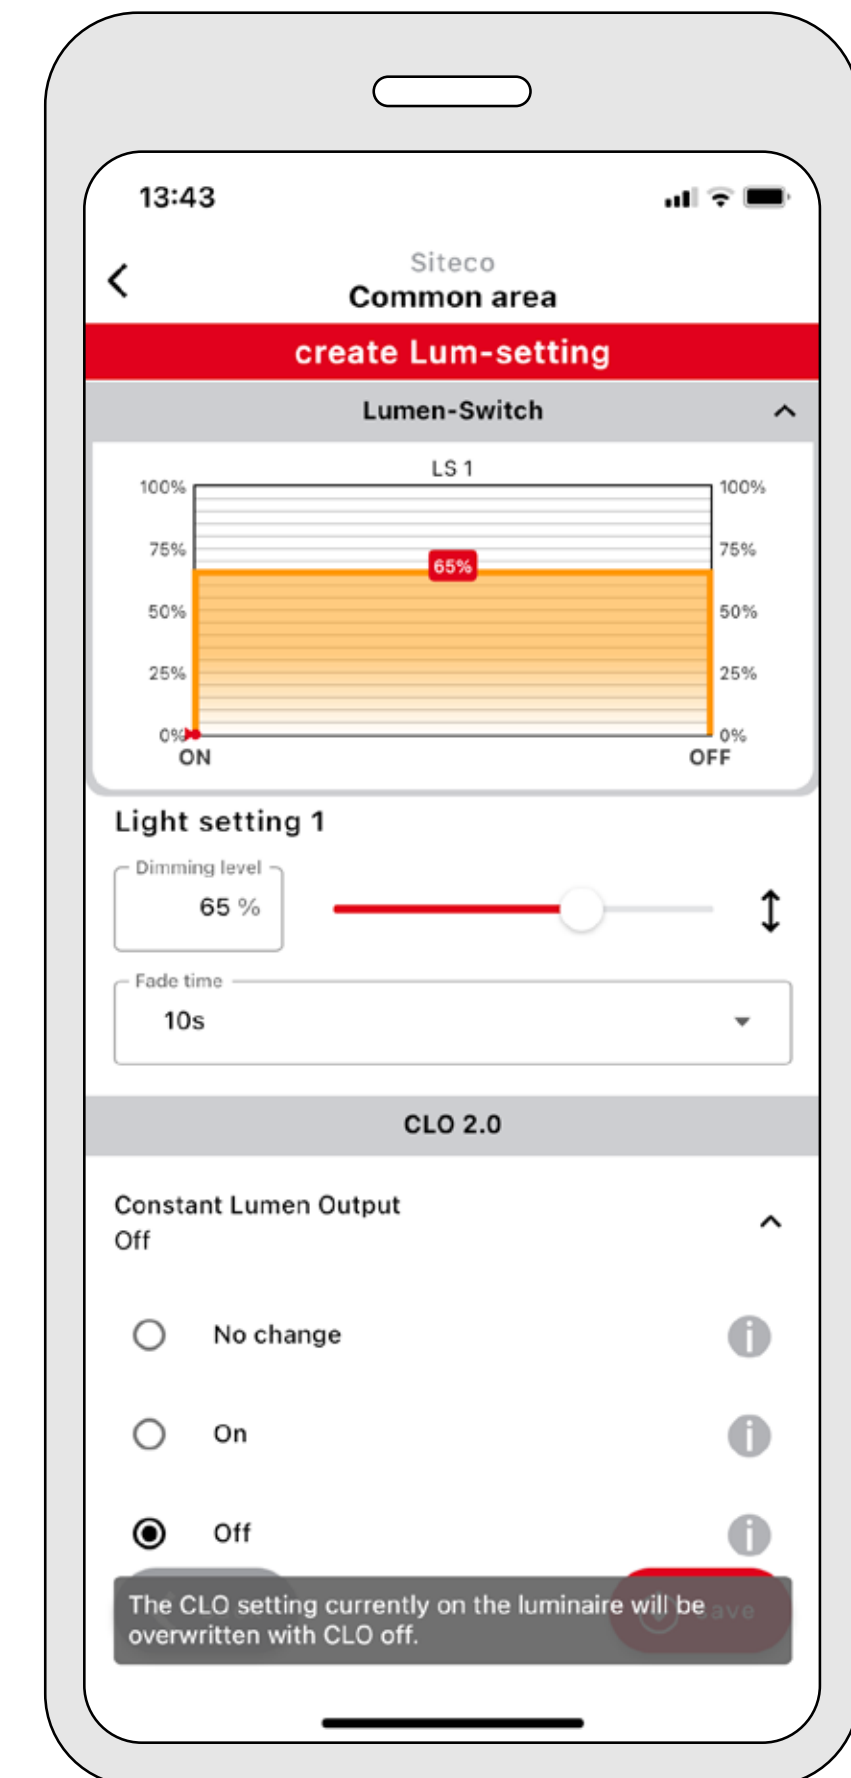 13:43
Siteco
Common area
create Lum-setting
Lumen-Switch
LS 1
100% 100%
75% 75%
65%
50% 50%
25% 25%
0% 0%
ON OFF
Light setting 1
Dimming level
65 %
Fade time
10s
CLO 2.0
Constant Lumen Output
Off
No change
i
On
i
Off
i
The CLO setting currently on the luminaire will be
save
overwritten with CLO off.